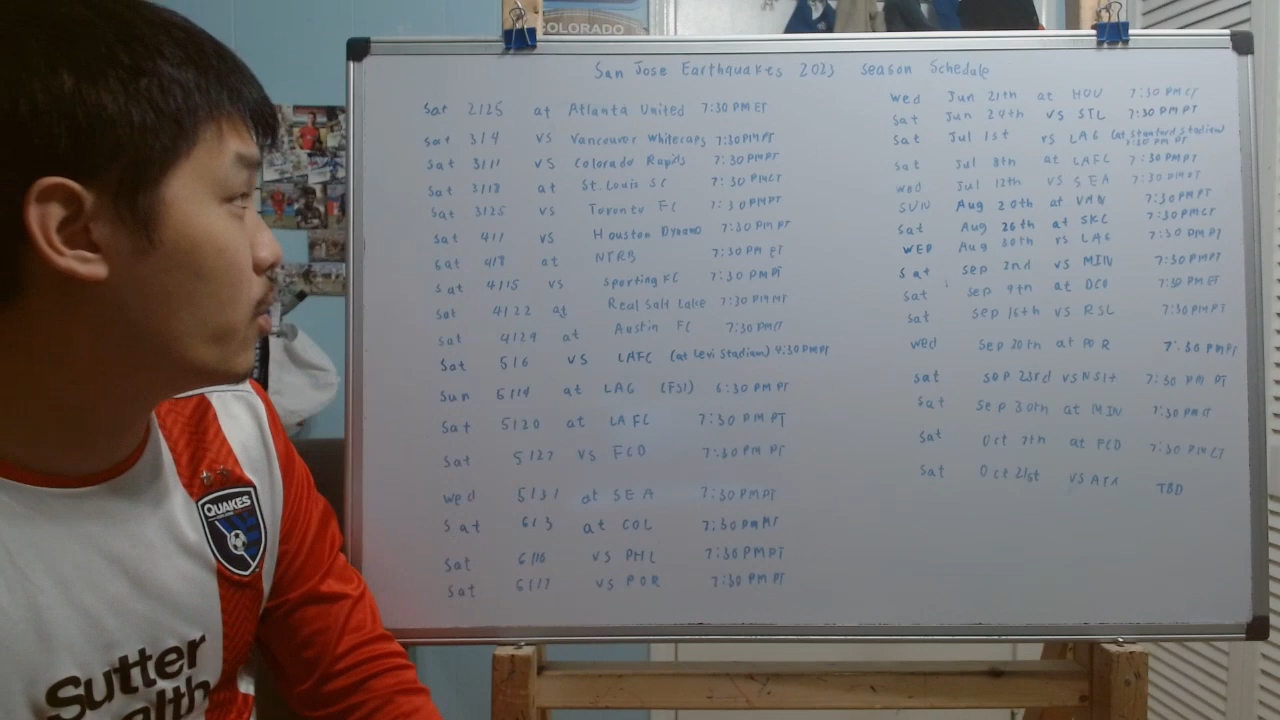 COLORADO
San Jose Earthquakes 2023 season Schedule
Sat 2/25 at Atlanta United 7:30 PM ET
Sat 3/4 VS Vancouver Whitecaps 7:30 PM PT
Sat 3/11 VS Colorado Rapids 7:30 PM PT
Sat 3/18 at St. Louis SC 7:30 PM CT
Sat 3/25 vs Toronto FC 7:30 PM PT
Sat 4/1 vs Houston Dynamo 7:30 PM PT
Sat 4/8 at NYRB 7:30 PM ET
Sat 4/15 vs Sporting KC 7:30 PM PT
Sat 4/22 at Real Salt Lake 7:30 PM MT
Sat 4/29 at Austin FC 7:30 PM CT
Sat 5/6 VS LAFC (at Levi Stadium) 4:30 PM PT
Sun 5/14 at LAG (FS1) 6:30 PM PT
Sat 5/20 at LAFC 7:30 PM PT
Sat 5/27 VS FCD 7:30 PM PT
Wed 5/31 at SEA 7:30 PM PT
Sat 6/3 at COL 7:30 PM MT
Sat 6/10 VS PHL 7:30 PM PT
Sat 6/17 VS POR 7:30 PM PT
Wed Jun 21th at HOU 7:30 PM CT
Sat Jun 24th VS STL 7:30 PM PT
Sat Jul 1st vs LAG (at Stanford Stadium) 7:30 PM PT
Sat Jul 8th at LAFC 7:30 PM PT
Wed Jul 12th VS SEA 7:30 PM PT
SUN Aug 20th at VAN 7:30 PM PT
Sat Aug 26th at SKC 7:30 PM CT
WED Aug 30th vs LAG 7:30 PM PT
Sat Sep 2nd vs MIN 7:30 PM PT
Sat Sep 9th at DCU 7:30 PM ET
Sat Sep 16th VS RSL 7:30 PM PT
Wed Sep 20th at POR 7:30 PM PT
Sat Sep 23rd vs NSH 7:30 PM PT
Sat Sep 30th at MIN 7:30 PM CT
Sat Oct 7th at FCD 7:30 PM CT
Sat Oct 21st VS ATX TBD
QUAKES
Sutter
Health